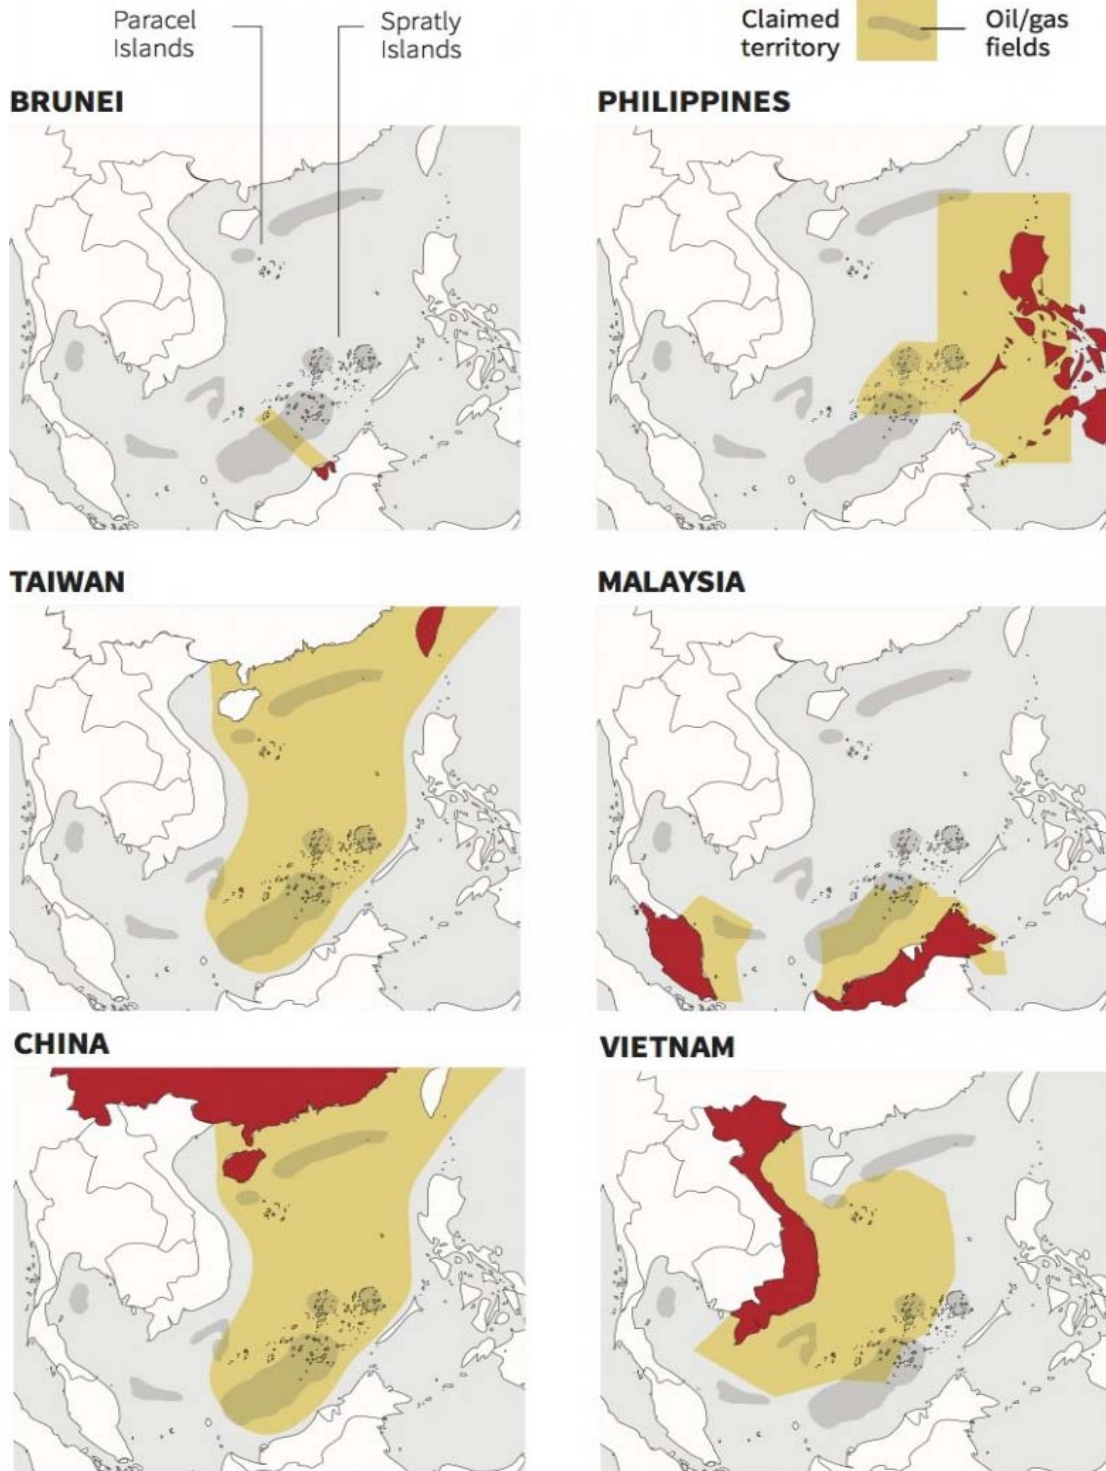 Paracel
Islands
Spratly
Islands
Claimed
territory
Oil/gas
fields
BRUNEI
PHILIPPINES
TAIWAN
MALAYSIA
CHINA
VIETNAM